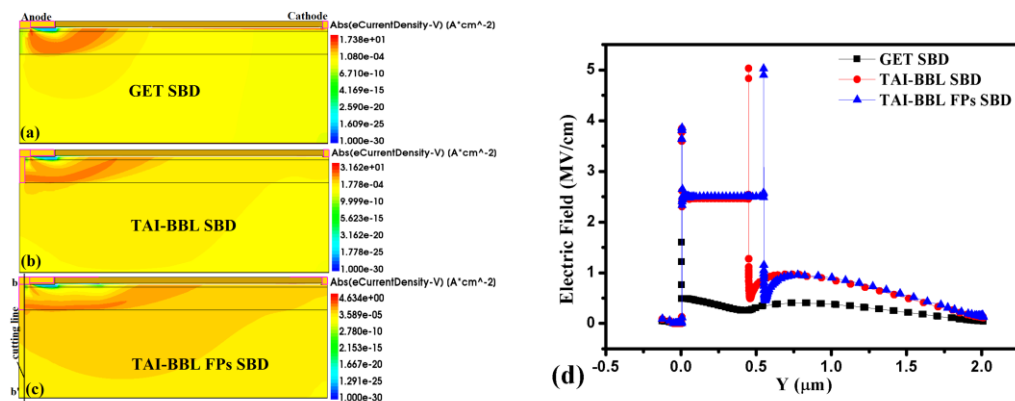 Anode
Cathode
Abs(eCurrentDensity-V) (A*cm^-2)
1.738e+01
1.080e-04
6.710e-10
4.159e-15
2.589e-20
1.609e-25
1.000e-30
GET SBD
(a)
Abs(eCurrentDensity-V) (A*cm^-2)
3.162e+01
1.778e-04
9.999e-10
5.623e-15
3.162e-20
1.778e-25
1.000e-30
TAI-BBL SBD
(b)
Abs(eCurrentDensity-V) (A*cm^-2)
4.634e+00
3.589e-05
2.780e-10
2.153e-15
1.667e-20
1.291e-25
1.000e-30
b
cutting line
b'
TAI-BBL FPs SBD
(c)
GET SBD
TAI-BBL SBD
TAI-BBL FPs SBD
Electric Field (MV/cm)
5
4
3
2
1
0
-0.5
0.0
0.5
1.0
1.5
2.0
Y (μm)
(d)